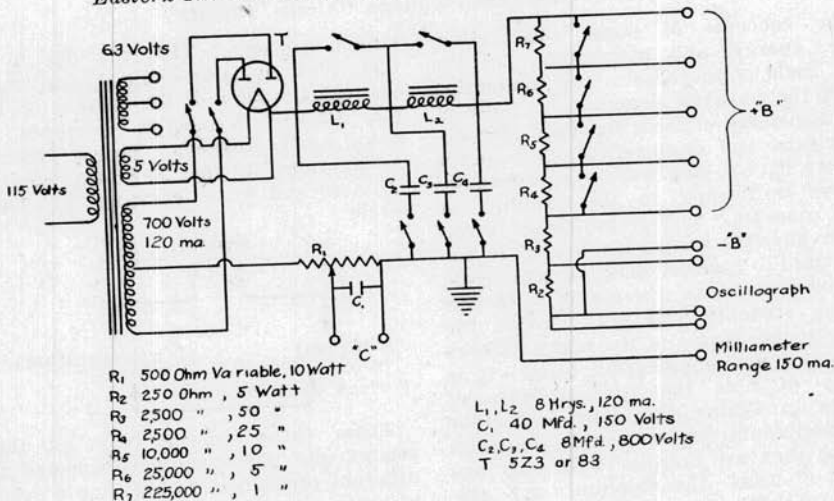 6.3 Volts
T
R₇
L₁
L₂
R₆
+"B"
5 Volts
R₅
115 Volts
C₂ C₃ C₄
R₄
700 Volts
120 ma.
R₁
R₃
-"B"
C₁
R₂
Oscillograph
"C"
Milliameter
Range 150 ma.
R₁ 500 Ohm Variable, 10 Watt
R₂ 250 Ohm , 5 Watt
R₃ 2,500 " , 50 "
R₄ 2,500 " , 25 "
R₅ 10,000 " , 10 "
R₆ 25,000 " , 5 "
R₇ 225,000 " , 1 "
L₁, L₂ 8 Hrys., 120 ma.
C₁ 40 Mfd., 150 Volts
C₂, C₃, C₄ 8 Mfd., 800 Volts
T 5Z3 or 83